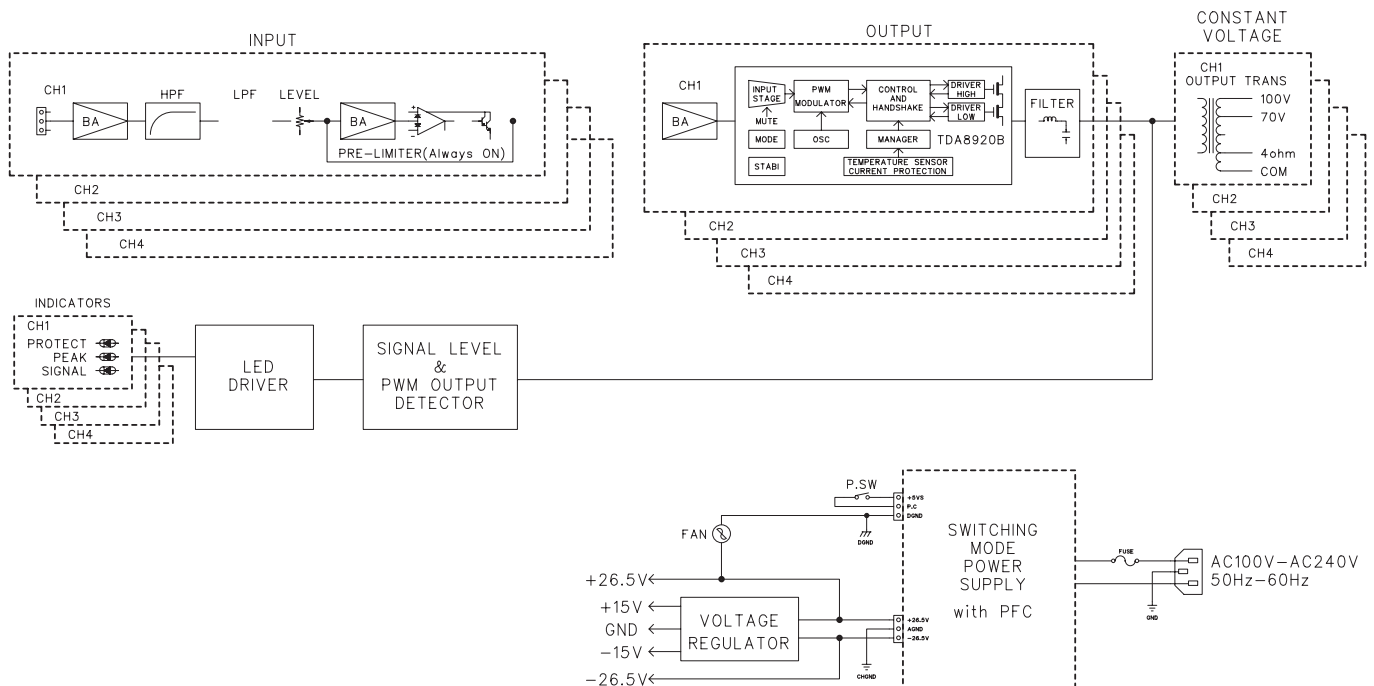 INPUT
CH1
BA
HPF
LPF
LEVEL
BA
PRE-LIMITER(Always ON)
CH2
CH3
CH4
OUTPUT
CH1
BA
INPUT
STAGE
MUTE
PWM
MODULATOR
CONTROL
AND
HANDSHAKE
DRIVER
HIGH
DRIVER
LOW
MODE
OSC
MANAGER
TDA8920B
STABI
TEMPERATURE SENSOR
CURRENT PROTECTION
FILTER
CH2
CH3
CH4
CONSTANT
VOLTAGE
CH1
OUTPUT TRANS
100V
70V
4ohm
COM
CH2
CH3
CH4
INDICATORS
CH1
PROTECT
PEAK
SIGNAL
CH2
CH3
CH4
LED
DRIVER
SIGNAL LEVEL
&
PWM OUTPUT
DETECTOR
P.SW
+5VS
P.C
DGND
DGND
FAN
+26.5V
+15V
GND
-15V
-26.5V
VOLTAGE
REGULATOR
+26.5V
AGND
-26.5V
CHGND
SWITCHING
MODE
POWER
SUPPLY
with PFC
FUSE
GND
AC100V-AC240V
50Hz-60Hz